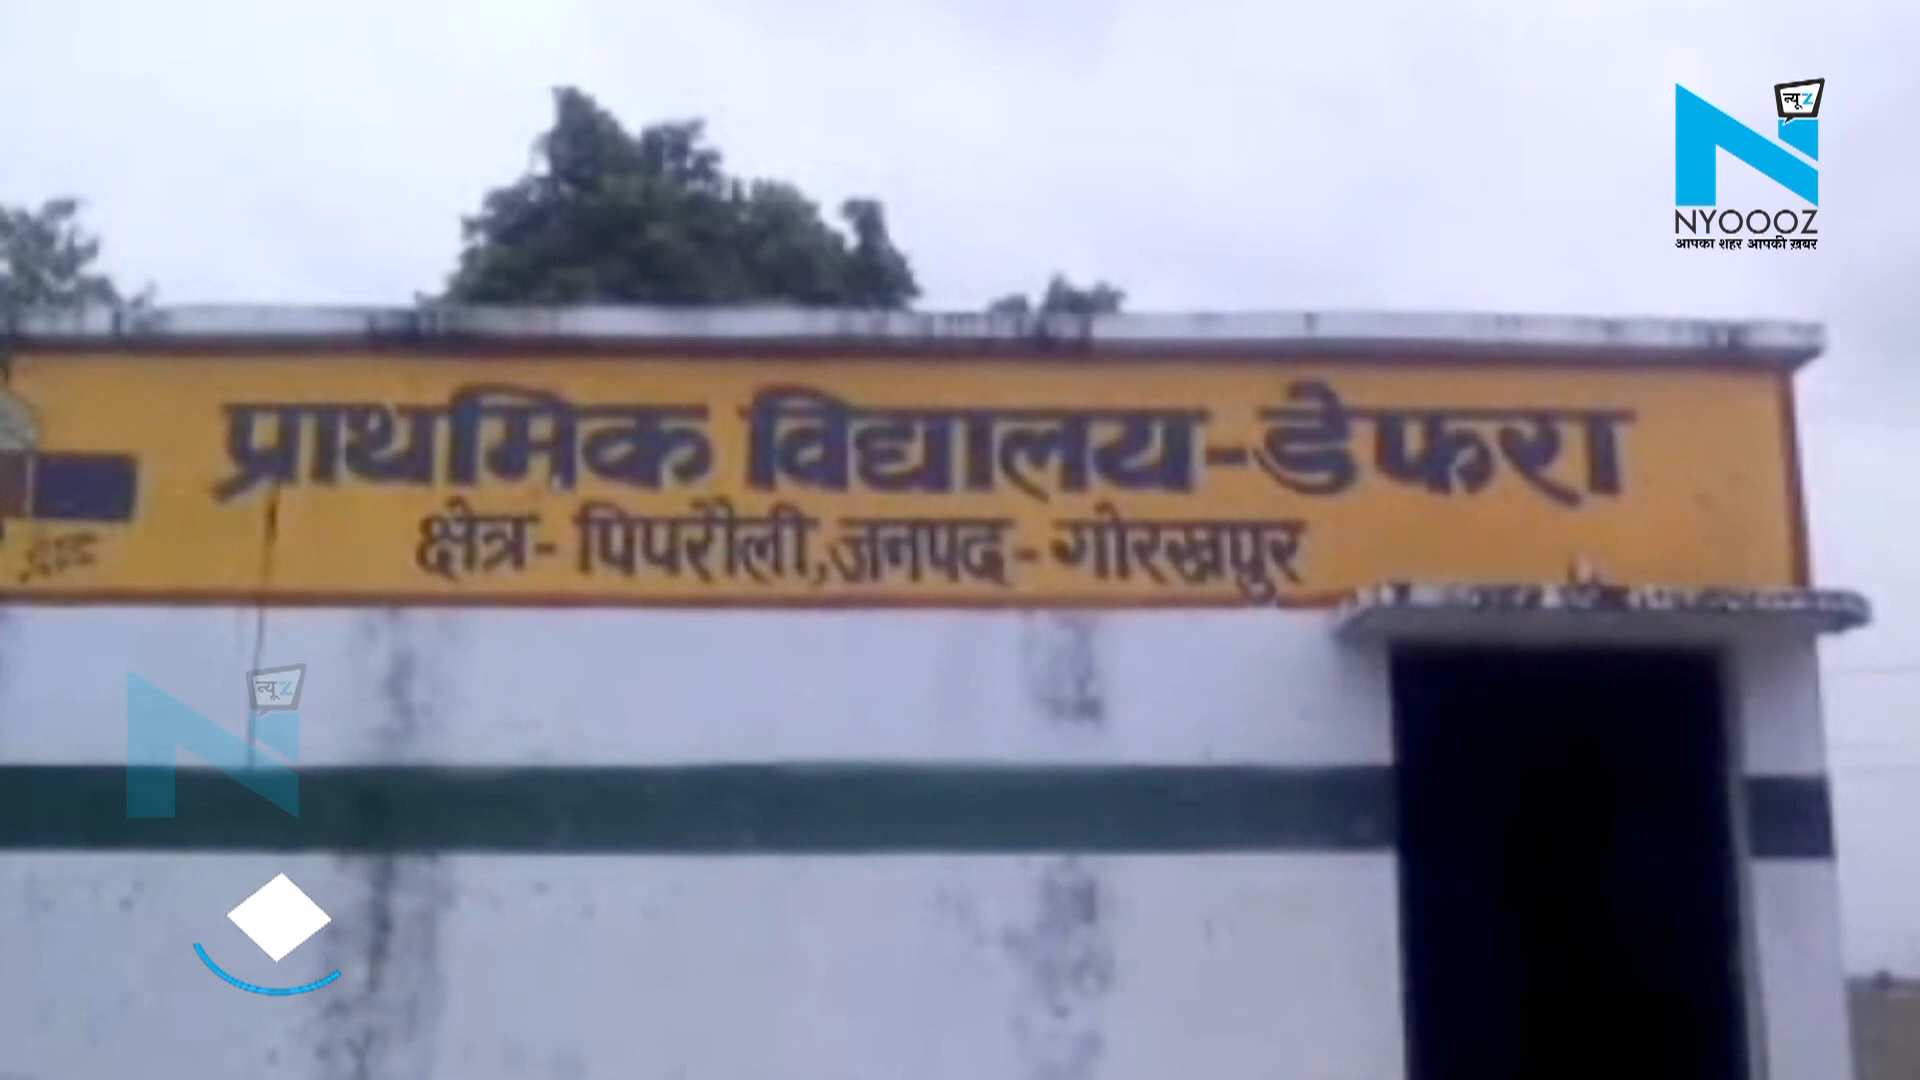 न्यूz
NYOOOZ
आपका शहर आपकी ख़बर
प्राथमिक विद्यालय-डेफरा
क्षेत्र- पिपरौली, जनपद-गोरखपुर
न्यूz